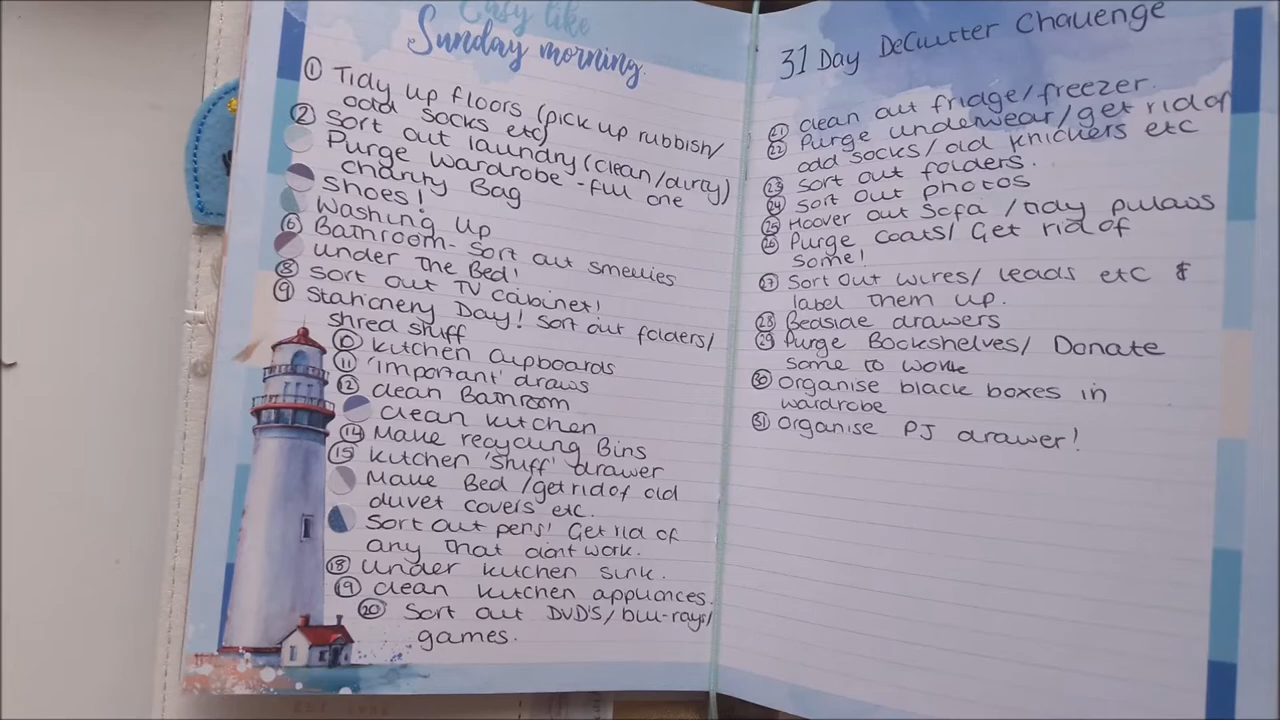 Easy like
Sunday morning.
① Tidy up floors (pick up rubbish/
odd socks etc)
② Sort out laundry (clean/dirty)
Purge wardrobe - fill one
charity Bag
Shoes!
Washing up
⑥ Bathroom - Sort out smellies
under The Bed!
⑧ Sort out TV cabinet!
⑨ Stationery Day! Sort out folders/
shred stuff
⑩ kitchen cupboards
⑪ 'important' draws
⑫ clean Bathroom
clean kitchen
⑭ Make recycling Bins
⑮ kitchen 'stuff' drawer
Make Bed / get rid of old
duvet covers etc.
Sort out pens! Get rid of
any that dont work.
⑱ under kitchen sink.
⑲ clean kitchen appliances.
⑳ Sort out DVD'S/blu-rays/
games.
31 Day DeClutter Challenge
㉑ clean out fridge/freezer.
㉒ Purge underwear/get rid of
odd socks/old knickers etc
㉓ Sort out folders.
㉔ Sort out photos
㉕ Hoover out Sofa / Tidy pillows
㉖ Purge coats/ Get rid of
some!
㉗ Sort Out wires/ leads etc &
label Them up.
㉘ Bedside drawers
㉙ Purge Bookshelves/ Donate
some to work
㉚ Organise black boxes in
wardrobe
㉛ Organise PJ drawer!